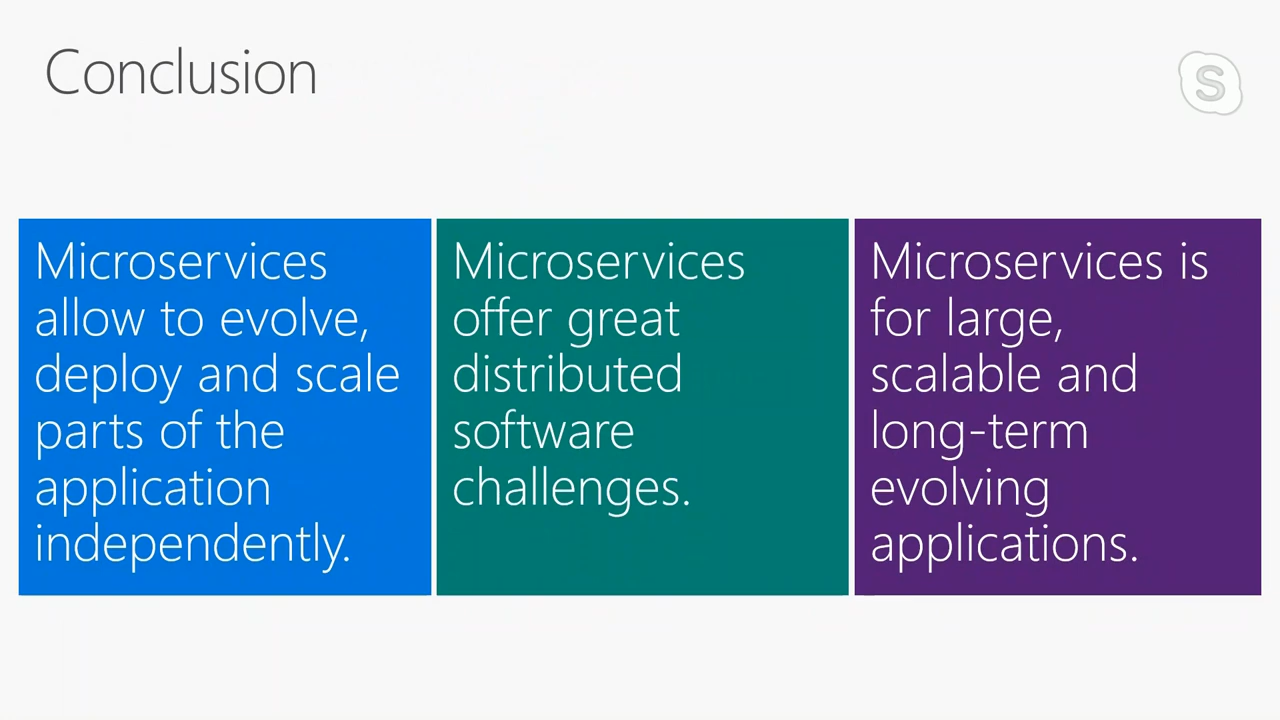 Conclusion
S
Microservices
allow to evolve,
deploy and scale
parts of the
application
independently.
Microservices
offer great
distributed
software
challenges.
Microservices is
for large,
scalable and
long-term
evolving
applications.